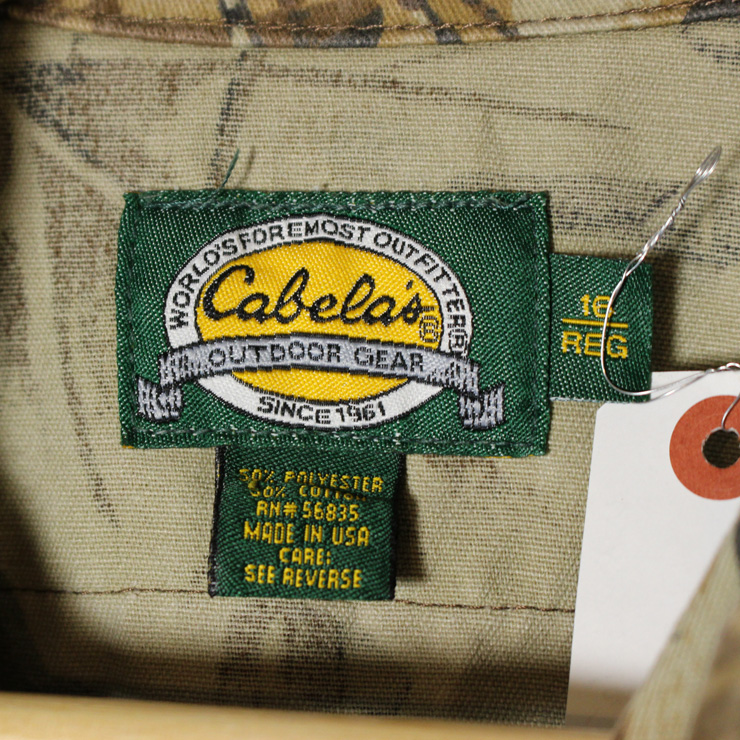 WORLD'S FOREMOST OUTFITTER®
Cabela's®
OUTDOOR GEAR
SINCE 1961
16
REG
50% POLYESTER
50% COTTON
RN# 56835
MADE IN USA
CARE:
SEE REVERSE